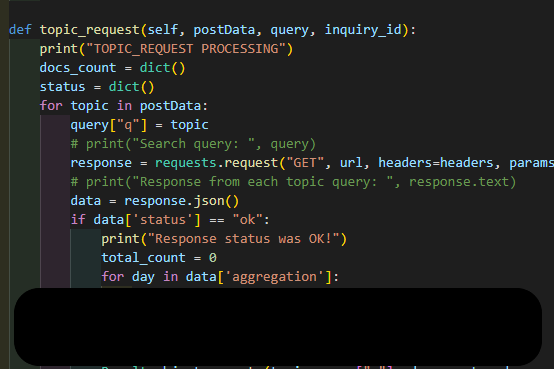 def topic_request(self, postData, query, inquiry_id):
print("TOPIC_REQUEST PROCESSING")
docs_count = dict()
status = dict()
for topic in postData:
query["q"] = topic
# print("Search query: ", query)
response = requests.request("GET", url, headers=headers, params
# print("Response from each topic query: ", response.text)
data = response.json()
if data['status'] == "ok":
print("Response status was OK!")
total_count = 0
for day in data['aggregation']: